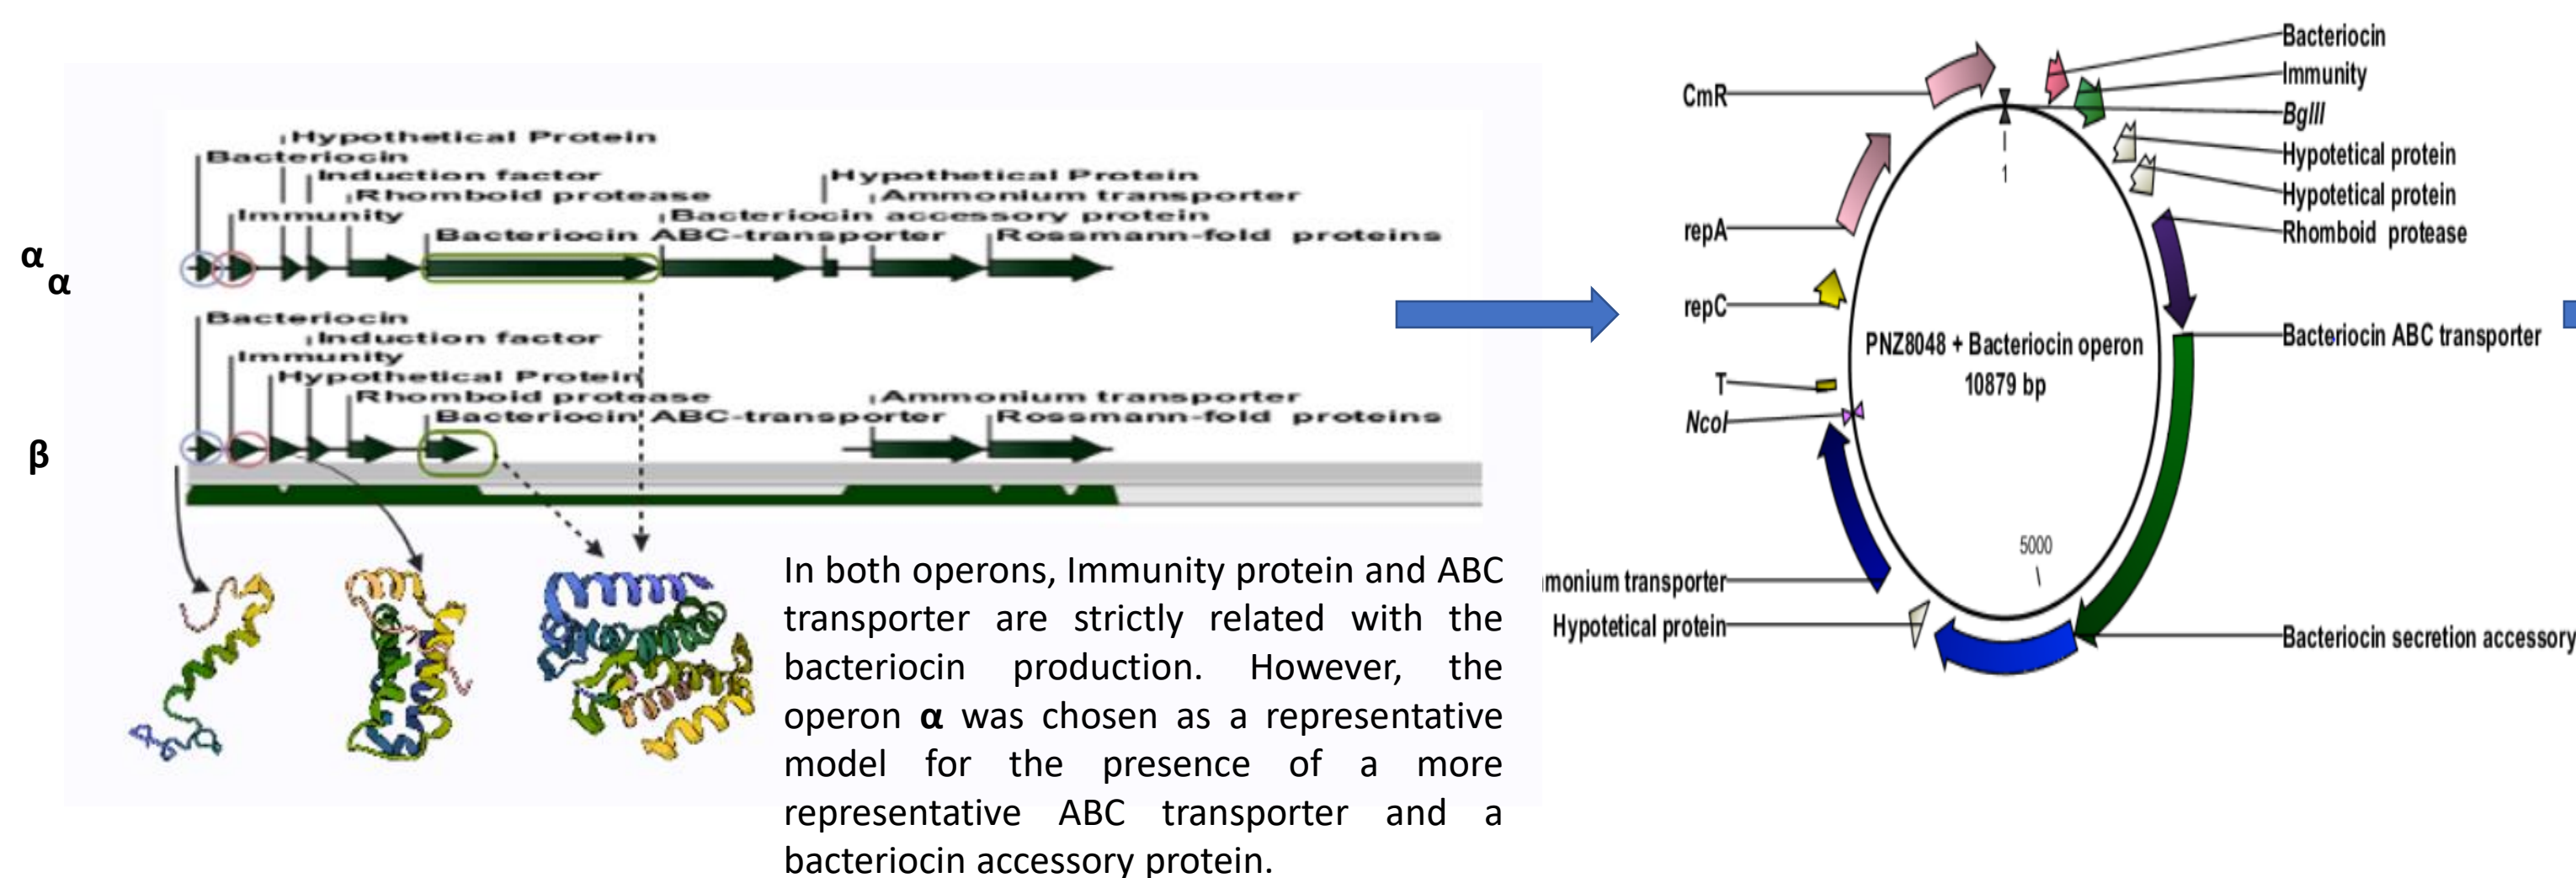 Hypothetical Protein
Bacteriocin
Induction factor
Hypothetical Protein
Rhomboid protease
Ammonium transporter
Immunity
Bacteriocin accessory protein
Bacteriocin ABC-transporter
Rossmann-fold proteins
α
α
Bacteriocin
Induction factor
Immunity
Hypothetical Protein
Rhomboid protease
Ammonium transporter
Bacteriocin ABC-transporter
Rossmann-fold proteins
β
In both operons, Immunity protein and ABC
transporter are strictly related with the
bacteriocin production. However, the
operon α was chosen as a representative
model for the presence of a more
representative ABC transporter and a
bacteriocin accessory protein.
CmR
repA
repC
T
NcoI
monium transporter
Hypotetical protein
1
PNZ8048 + Bacteriocin operon
10879 bp
5000
Bacteriocin
Immunity
BglII
Hypotetical protein
Hypotetical protein
Rhomboid protease
Bacteriocin ABC transporter
Bacteriocin secretion accessory